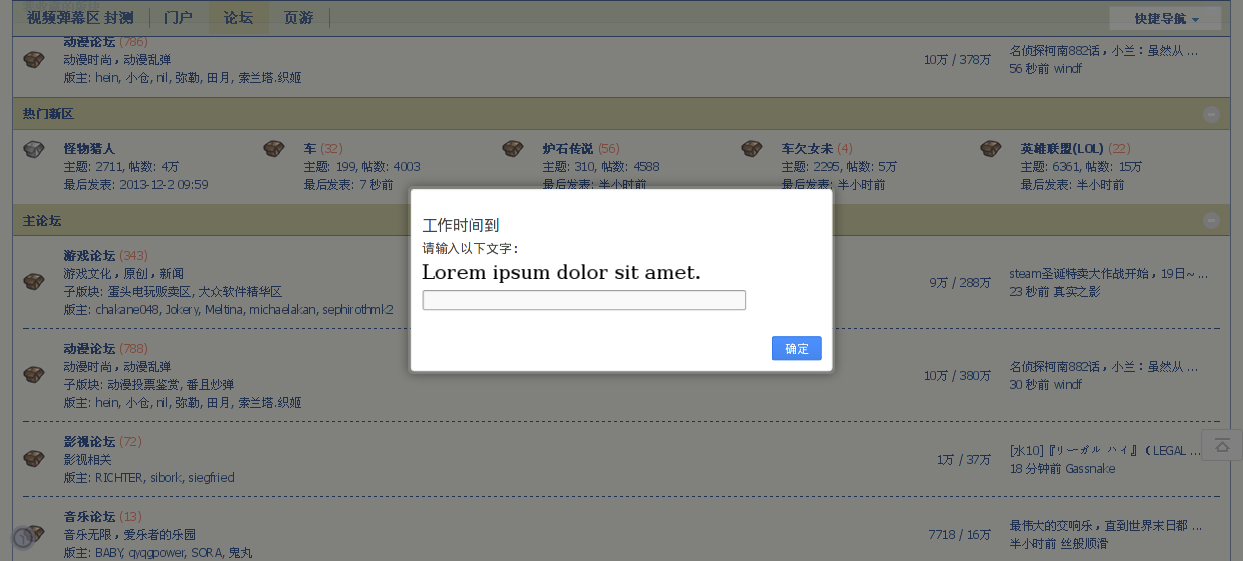 视频弹幕区 封测 门户 论坛 页游 快捷导航
动漫论坛 (786)
动漫时尚，动漫乱弹
版主: hein, 小仓, nil, 弥勒, 田月, 索兰塔.织姬
10万 / 378万
名侦探柯南882话，小兰：虽然从 ...
56 秒前 windf
热门新区
怪物猎人
主题: 2711, 帖数: 4万
最后发表: 2013-12-2 09:59
车 (32)
主题: 199, 帖数: 4003
最后发表: 7 秒前
炉石传说 (56)
主题: 310, 帖数: 4588
最后发表: 半小时前
车欠女未 (4)
主题: 2295, 帖数: 5万
最后发表: 半小时前
英雄联盟(LOL) (22)
主题: 6361, 帖数: 15万
最后发表: 半小时前
主论坛
工作时间到
请输入以下文字:
Lorem ipsum dolor sit amet.
确定
游戏论坛 (343)
游戏文化，原创，新闻
子版块: 蛋头电玩贩卖区, 大众软件精华区
版主: chakane048, Jokery, Meltina, michaelakan, sephirothmk2
9万 / 288万
steam圣诞特卖大作战开始，19日~ ...
23 秒前 真实之影
动漫论坛 (788)
动漫时尚，动漫乱弹
子版块: 动漫投票鉴赏, 番且炒弹
版主: hein, 小仓, nil, 弥勒, 田月, 索兰塔.织姬
10万 / 380万
名侦探柯南882话，小兰：虽然从 ...
30 秒前 windf
影视论坛 (72)
影视相关
版主: RICHTER, sibork, siegfried
1万 / 37万
[水10]『リーガル ハイ』（ LEGAL ...
18 分钟前 Gassnake
音乐论坛 (13)
音乐无限，爱乐者的乐园
版主: BABY, qyqgpower, SORA, 鬼丸
7718 / 16万
最伟大的交响乐，直到世界末日都 ...
半小时前 丝般顺滑